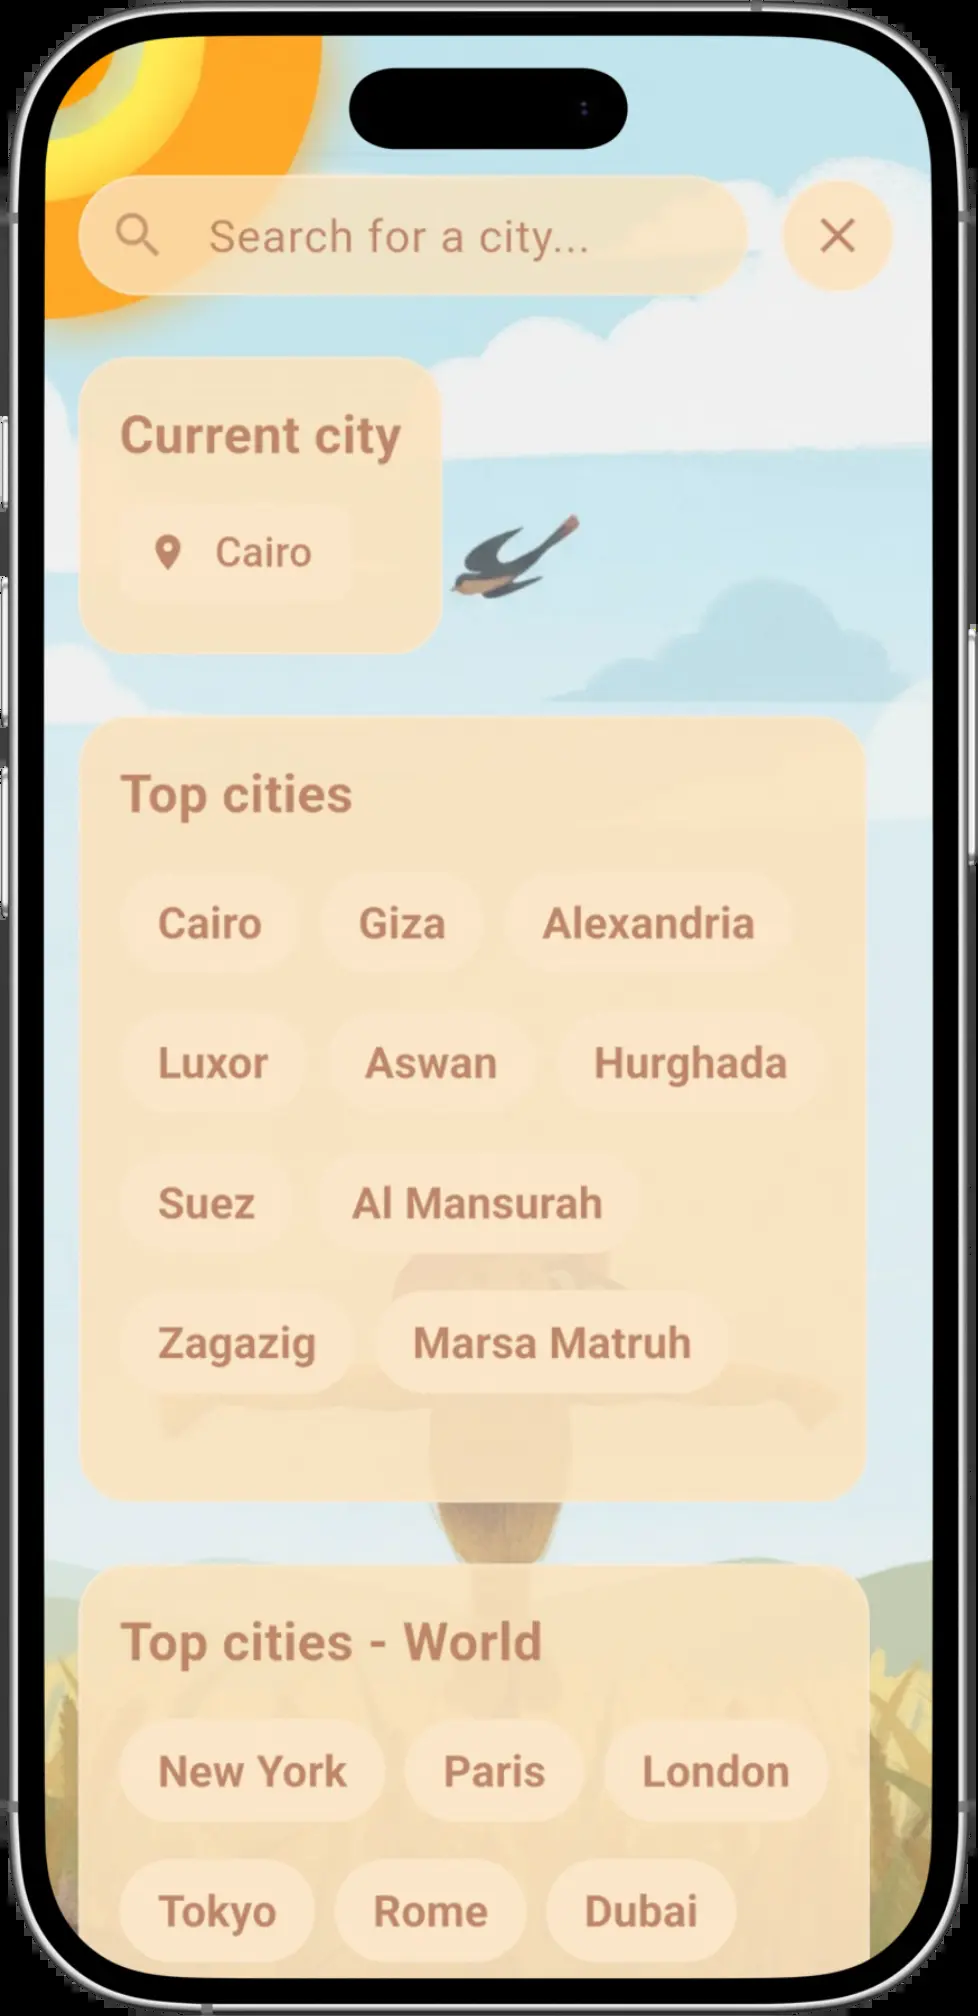 Search for a city...
Current city
Cairo
Top cities
Cairo Giza Alexandria
Luxor Aswan Hurghada
Suez Al Mansurah
Zagazig Marsa Matruh
Top cities - World
New York Paris London
Tokyo Rome Dubai